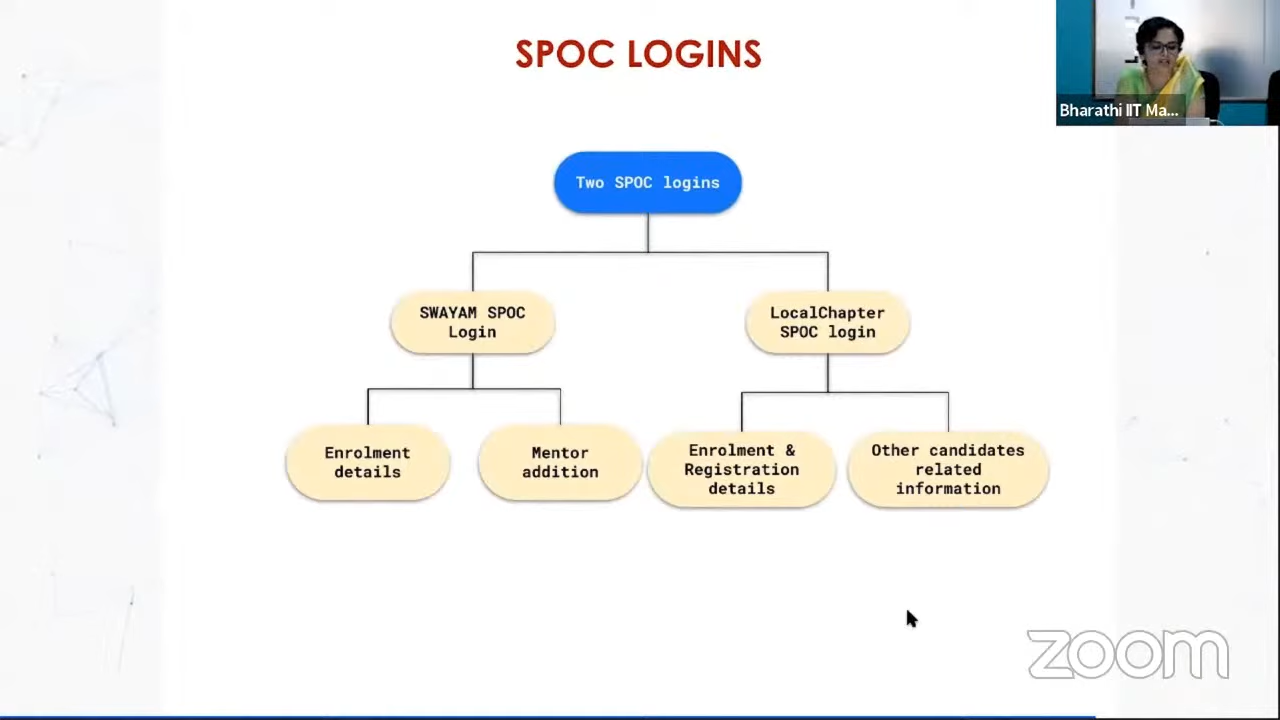 SPOC LOGINS
Bharathi IIT Ma...
Two SPOC logins
SWAYAM SPOC
Login
LocalChapter
SPOC login
Enrolment
details
Mentor
addition
Enrolment &
Registration
details
Other candidates
related
information
zoom